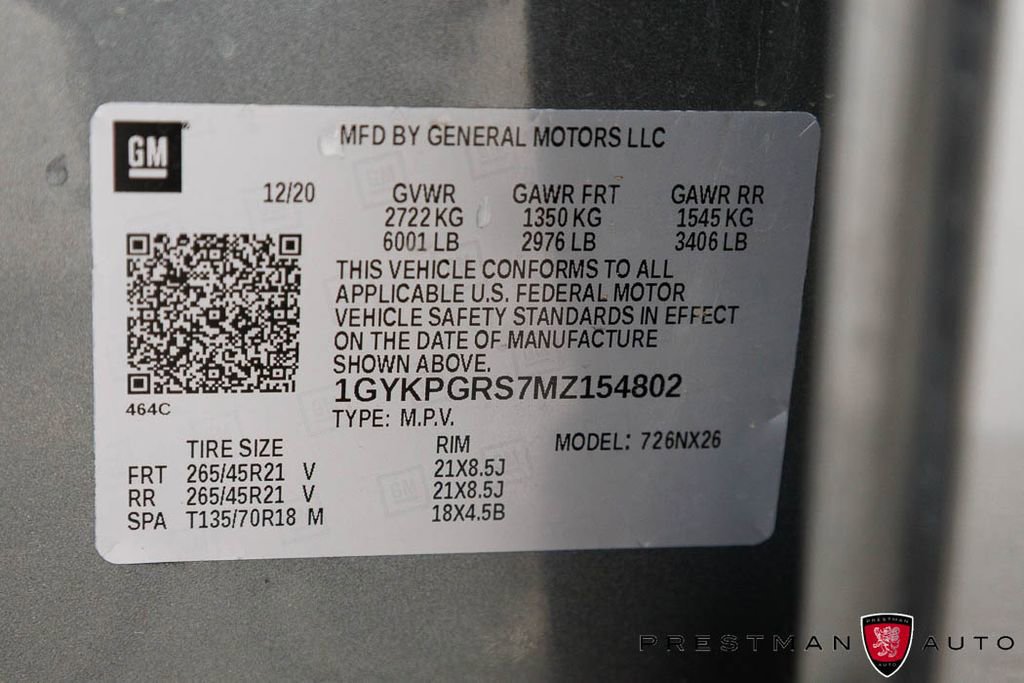 GM
MFD BY GENERAL MOTORS LLC
12/20 GVWR GAWR FRT GAWR RR
2722 KG 1350 KG 1545 KG
6001 LB 2976 LB 3406 LB
THIS VEHICLE CONFORMS TO ALL
APPLICABLE U.S. FEDERAL MOTOR
VEHICLE SAFETY STANDARDS IN EFFECT
ON THE DATE OF MANUFACTURE
SHOWN ABOVE.
1GYKPGRS7MZ154802
464C
TYPE: M.P.V.
TIRE SIZE RIM MODEL: 726NX26
FRT 265/45R21 V 21X8.5J
RR 265/45R21 V 21X8.5J
SPA T135/70R18 M 18X4.5B
PRESTMAN AUTO
PRESTMAN
AUTO